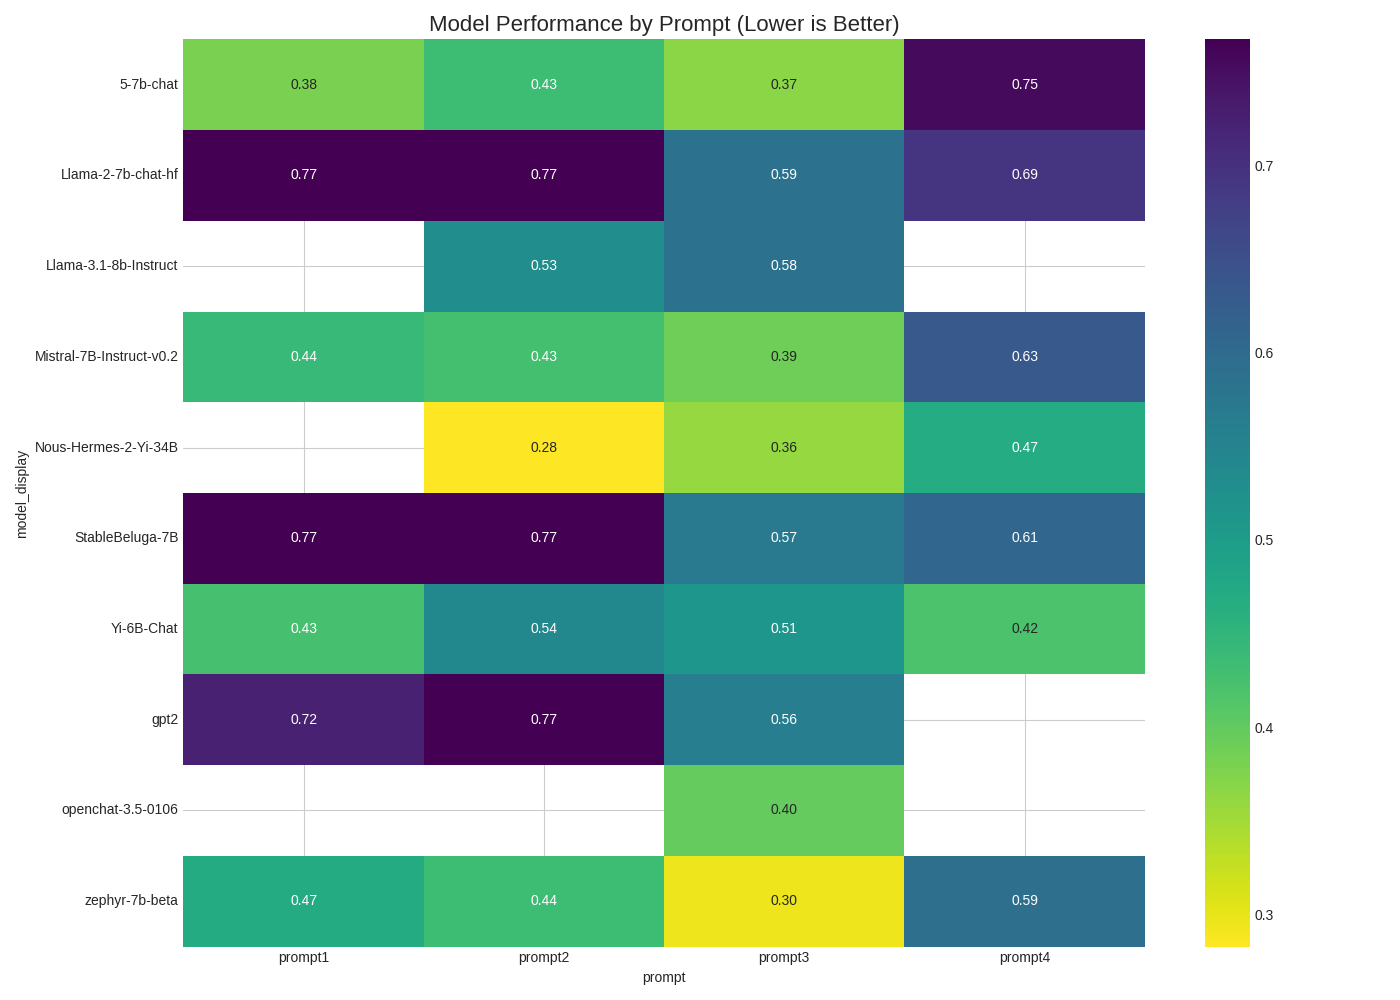 Model Performance by Prompt (Lower is Better)
5-7b-chat 0.38 0.43 0.37 0.75
Llama-2-7b-chat-hf 0.77 0.77 0.59 0.69
Llama-3.1-8b-Instruct 0.53 0.58
Mistral-7B-Instruct-v0.2 0.44 0.43 0.39 0.63
Nous-Hermes-2-Yi-34B 0.28 0.36 0.47
StableBeluga-7B 0.77 0.77 0.57 0.61
Yi-6B-Chat 0.43 0.54 0.51 0.42
gpt2 0.72 0.77 0.56
openchat-3.5-0106 0.40
zephyr-7b-beta 0.47 0.44 0.30 0.59
prompt1 prompt2 prompt3 prompt4
prompt
model_display
0.7
0.6
0.5
0.4
0.3